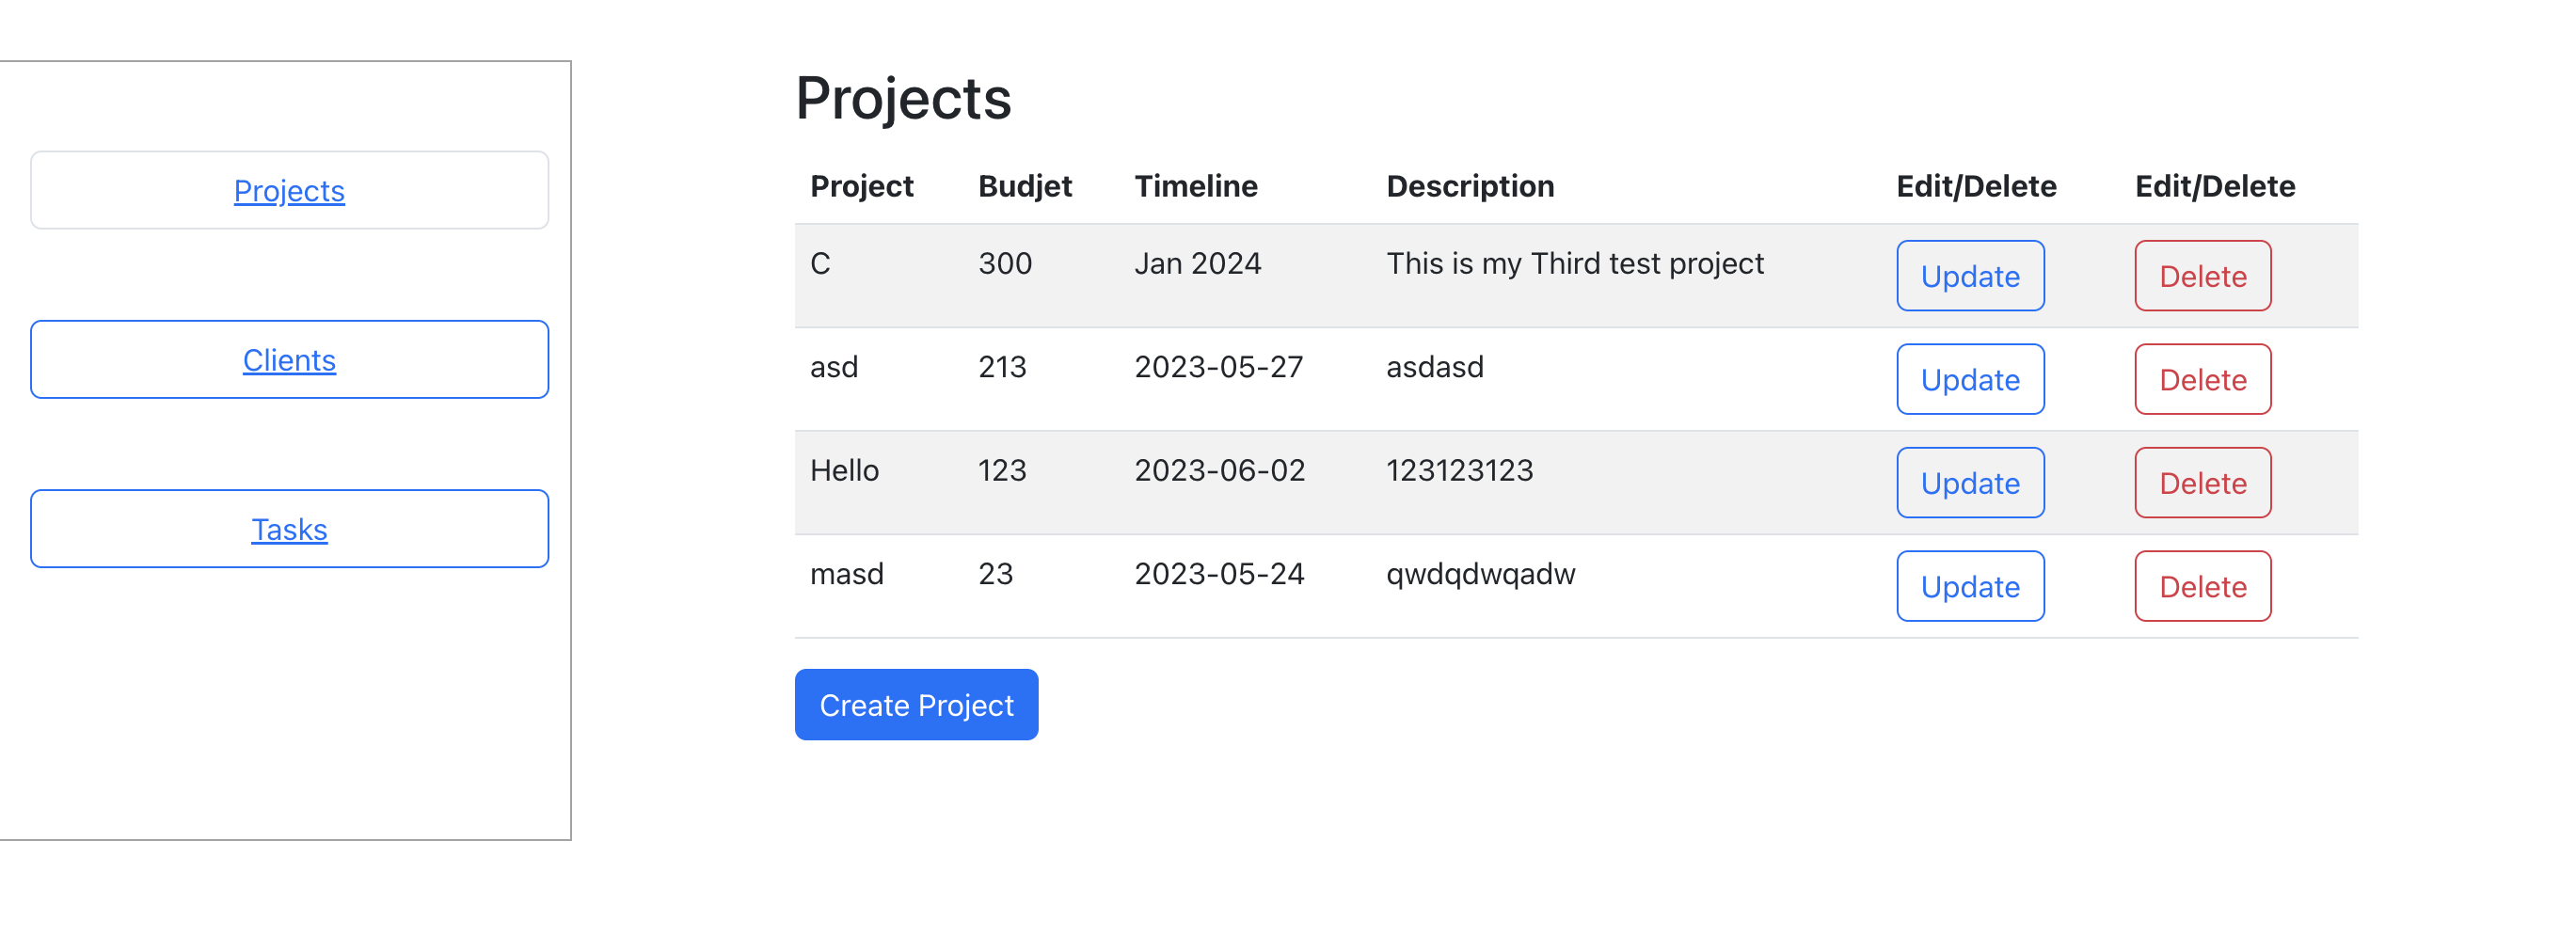 Projects
Clients
Tasks
Projects
Project Budjet Timeline Description Edit/Delete Edit/Delete
C 300 Jan 2024 This is my Third test project Update Delete
asd 213 2023-05-27 asdasd Update Delete
Hello 123 2023-06-02 123123123 Update Delete
masd 23 2023-05-24 qwdqdwqadw Update Delete
Create Project